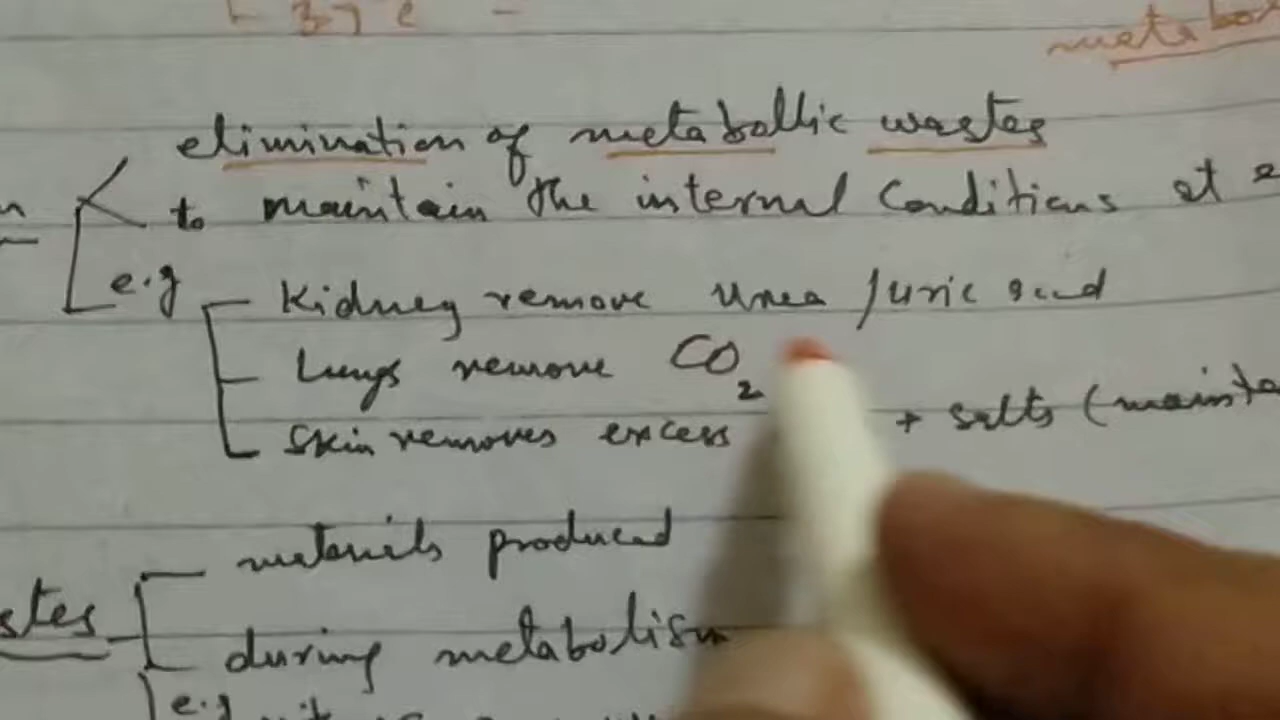 metabol
elimination of metabollic wastes
to maintain the internal Conditions at
e.g Kidney remove Urea / uric acid
Lungs remove CO2
Skin removes excess + salts (mainta
stes materials produced
during metabolism
e.g